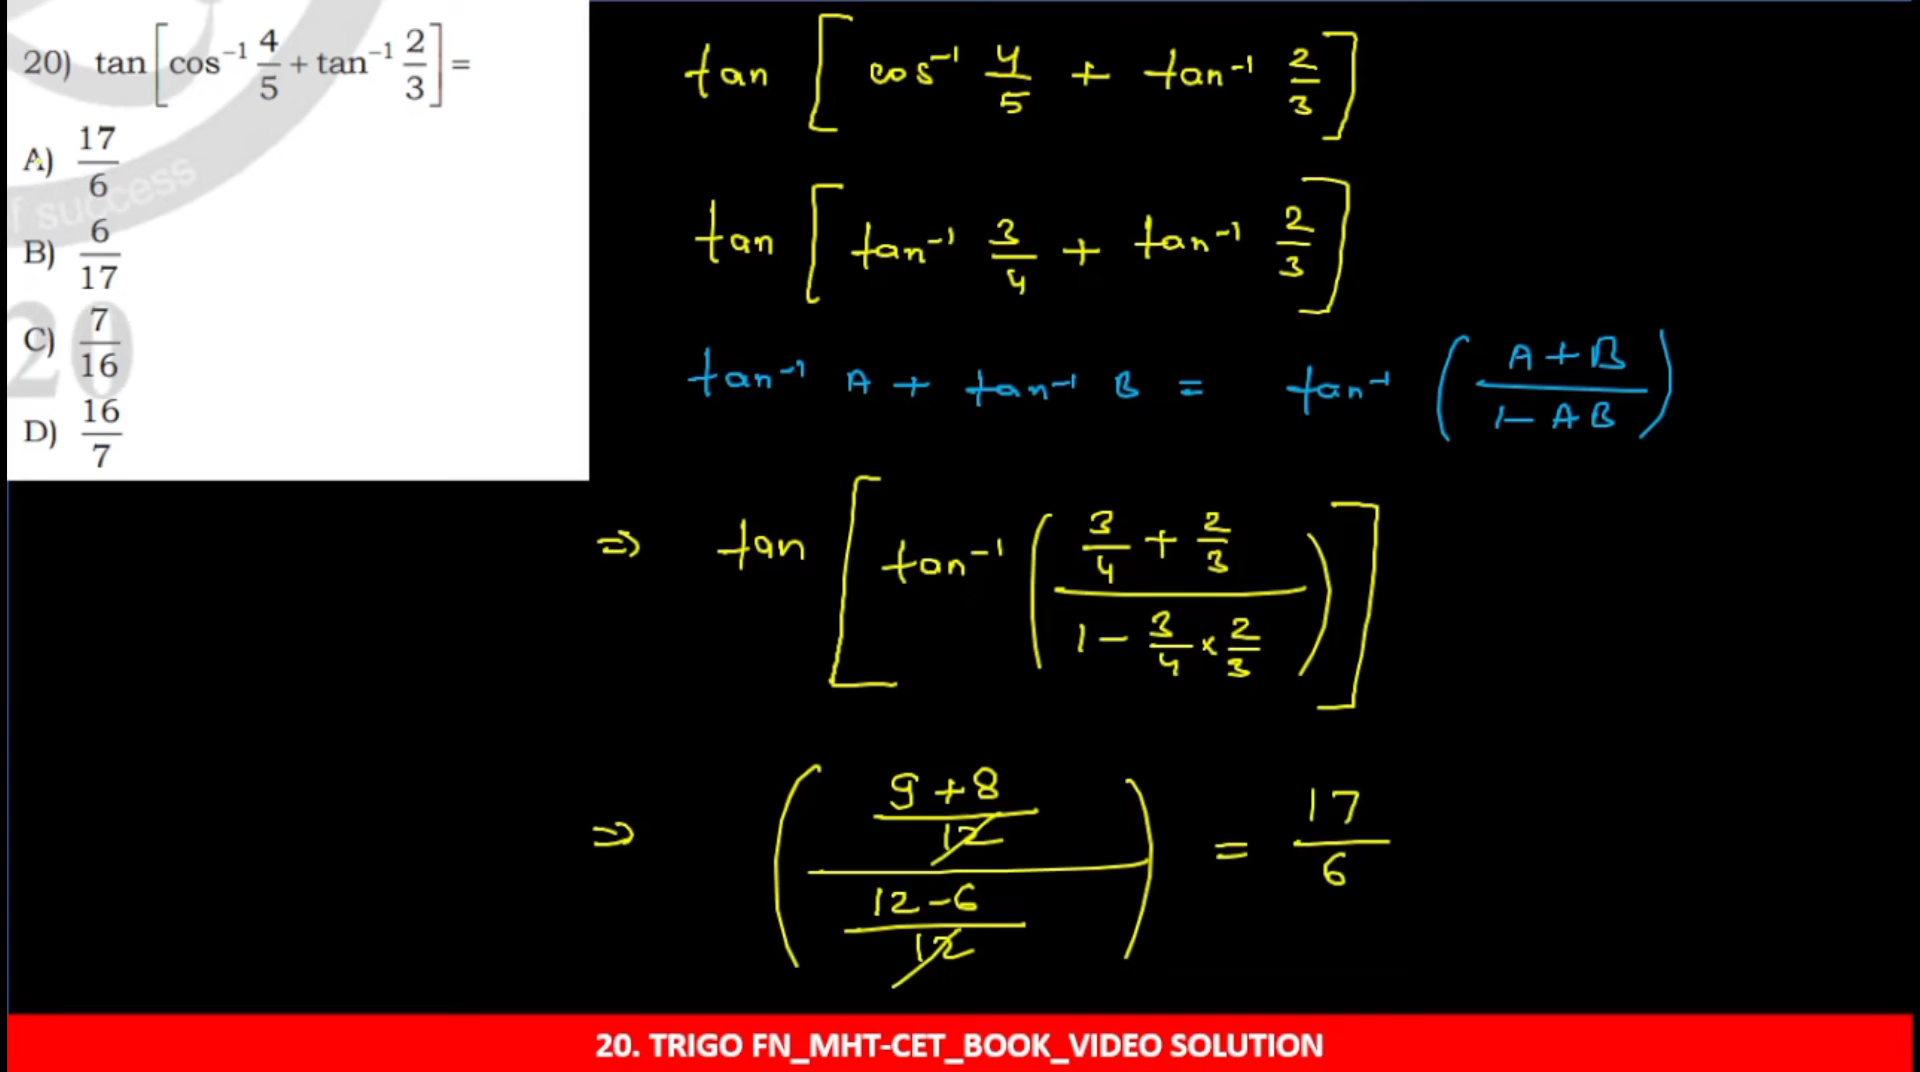 20) tan[cos⁻¹ 4/5 + tan⁻¹ 2/3] =
A) 17/6
B) 6/17
C) 7/16
D) 16/7
f success
20
tan [cos⁻¹ 4/5 + tan⁻¹ 2/3]
tan [tan⁻¹ 3/4 + tan⁻¹ 2/3]
tan⁻¹ A + tan⁻¹ B = tan⁻¹ ((A + B)/(1 - AB))
⇒ tan [tan⁻¹ ((3/4 + 2/3)/(1 - 3/4 × 2/3))]
⇒ (((9 + 8)/12)/((12 - 6)/12)) = 17/6
20. TRIGO FN_MHT-CET_BOOK_VIDEO SOLUTION